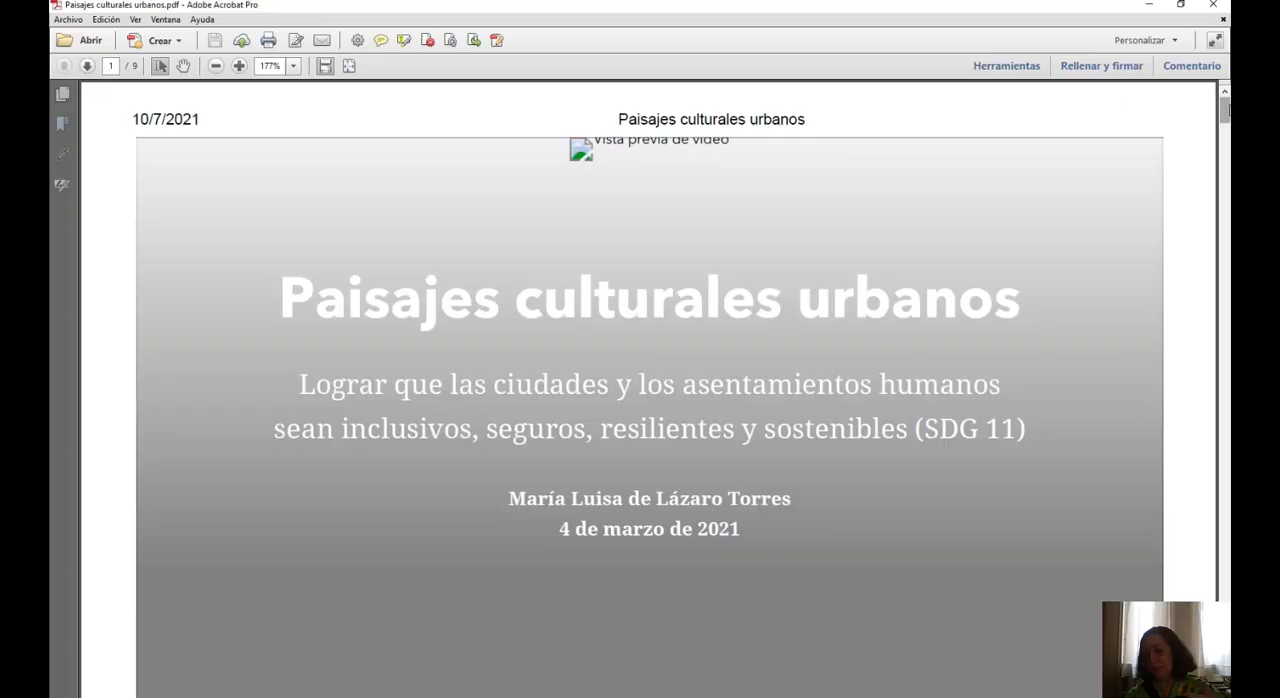 Paisajes culturales urbanos.pdf - Adobe Acrobat Pro
Archivo Edición Ver Ventana Ayuda
Abrir Crear Personalizar
1 / 9 177% Herramientas Rellenar y firmar Comentario
10/7/2021 Paisajes culturales urbanos
Vista previa de vídeo
Paisajes culturales urbanos
Lograr que las ciudades y los asentamientos humanos
sean inclusivos, seguros, resilientes y sostenibles (SDG 11)
María Luisa de Lázaro Torres
4 de marzo de 2021